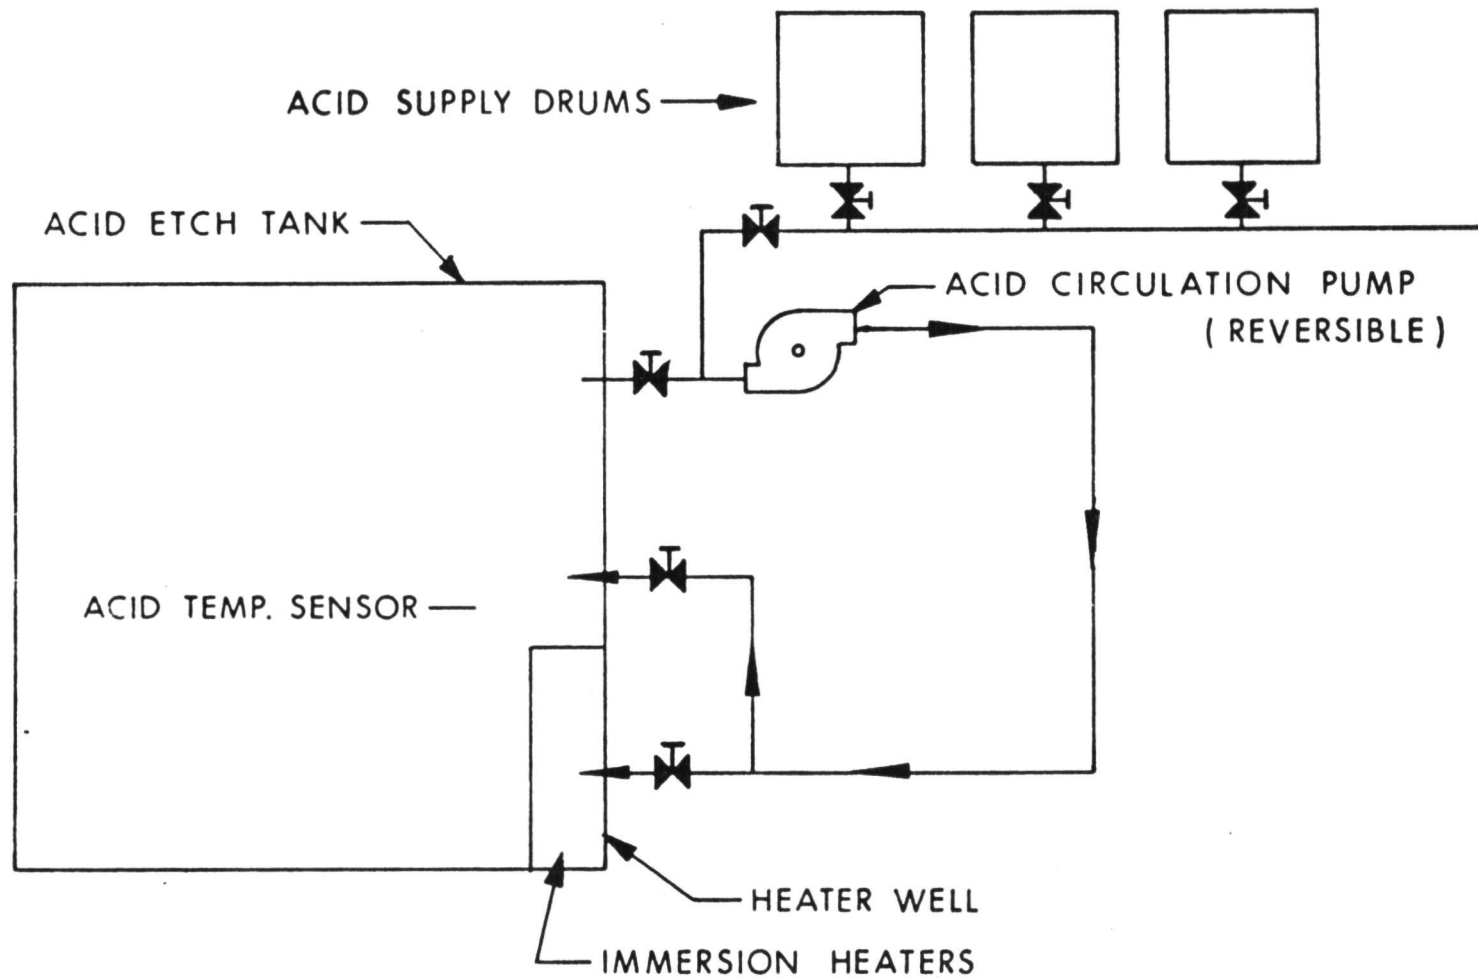 ACID SUPPLY DRUMS
ACID ETCH TANK
ACID CIRCULATION PUMP
( REVERSIBLE )
ACID TEMP. SENSOR
HEATER WELL
IMMERSION HEATERS